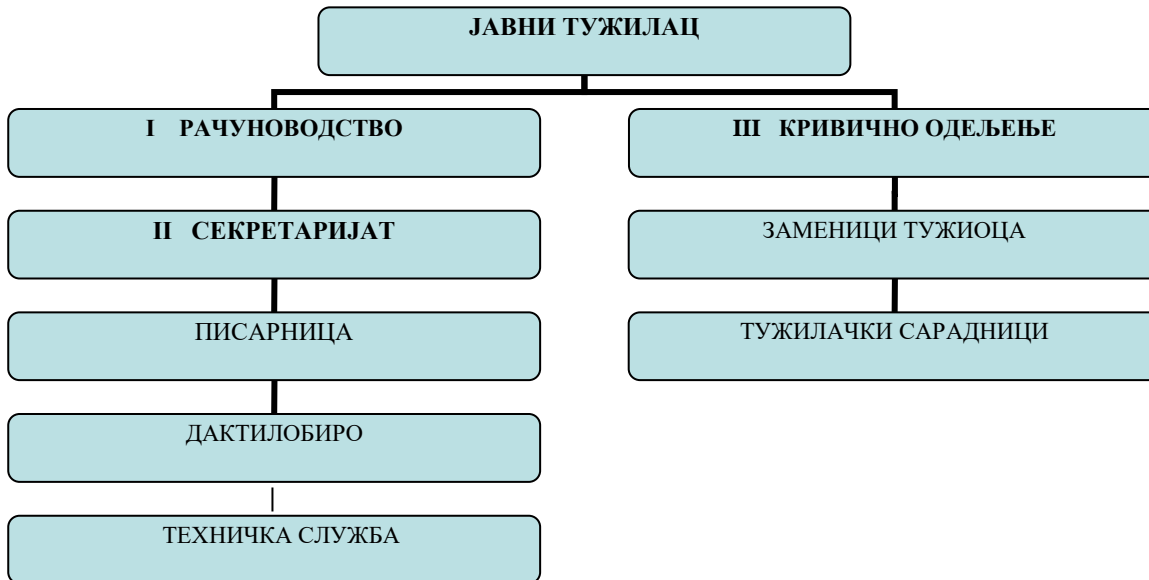 ЈАВНИ ТУЖИЛАЦ
I РАЧУНОВОДСТВО
III КРИВИЧНО ОДЕЉЕЊЕ
II СЕКРЕТАРИЈАТ
ЗАМЕНИЦИ ТУЖИОЦА
ПИСАРНИЦА
ТУЖИЛАЧКИ САРАДНИЦИ
ДАКТИЛОБИРО
ТЕХНИЧКА СЛУЖБА